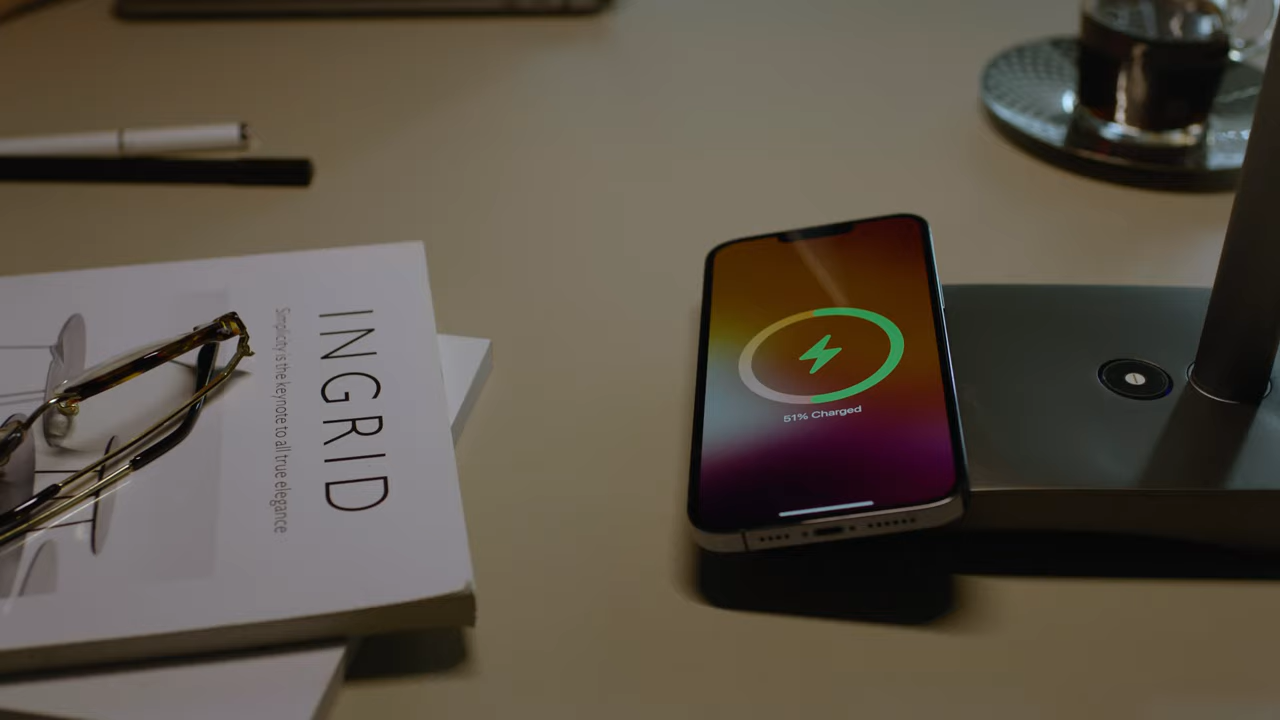 INGRID
Simplicity is the keynote to all true elegance
51% Charged